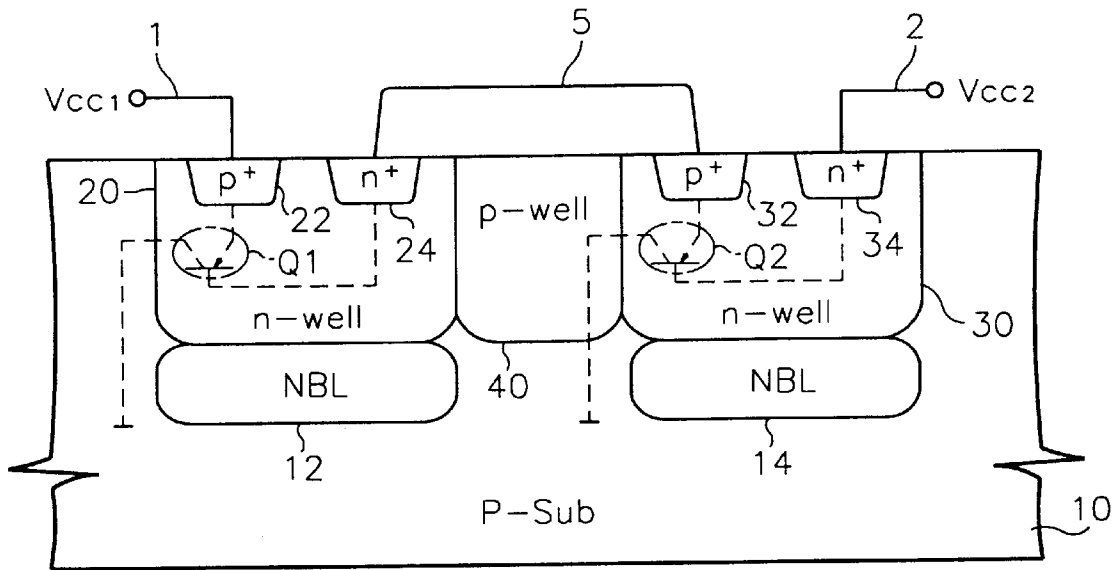 1
5
2
Vcc1
Vcc2
20
p+
n+
22
24
p-well
p+
n+
32
34
Q1
Q2
n-well
n-well
30
40
NBL
NBL
12
14
P-Sub
10